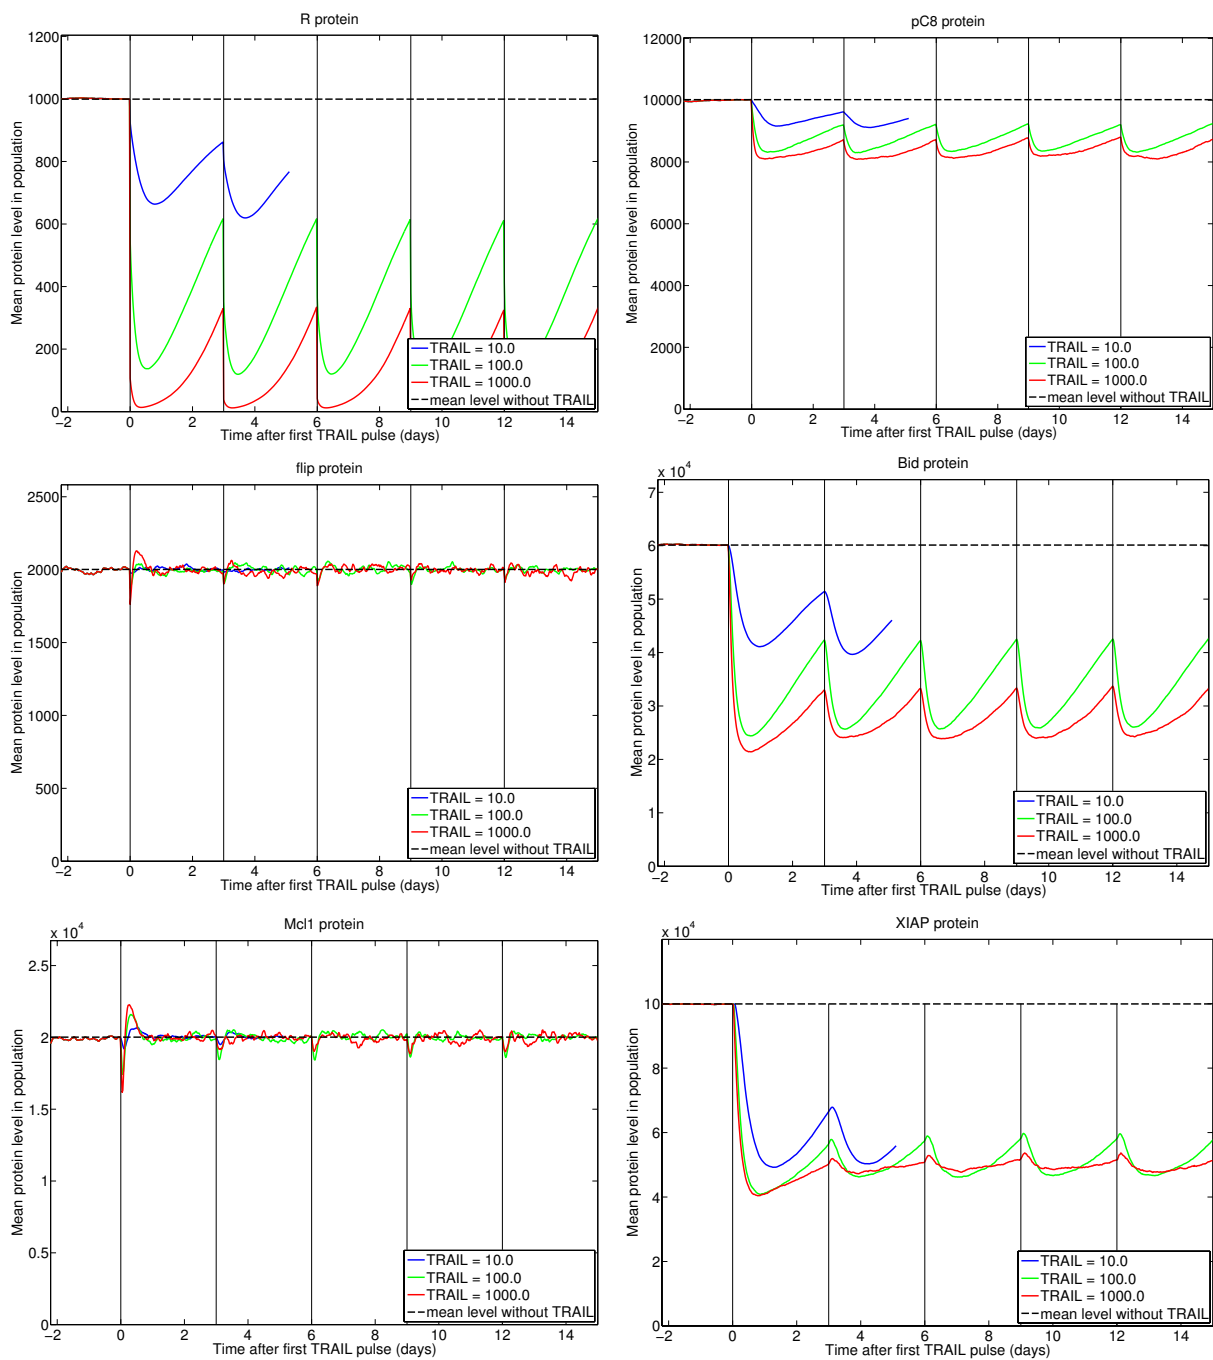 R protein
1200
1000
800
600
400
200
0
Mean protein level in population
−2 0 2 4 6 8 10 12 14
Time after first TRAIL pulse (days)
TRAIL = 10.0
TRAIL = 100.0
TRAIL = 1000.0
mean level without TRAIL
pC8 protein
12000
10000
8000
6000
4000
2000
0
Mean protein level in population
−2 0 2 4 6 8 10 12 14
Time after first TRAIL pulse (days)
TRAIL = 10.0
TRAIL = 100.0
TRAIL = 1000.0
mean level without TRAIL
flip protein
2500
2000
1500
1000
500
0
Mean protein level in population
−2 0 2 4 6 8 10 12 14
Time after first TRAIL pulse (days)
TRAIL = 10.0
TRAIL = 100.0
TRAIL = 1000.0
mean level without TRAIL
Bid protein
x 10^4
7
6
5
4
3
2
1
0
Mean protein level in population
−2 0 2 4 6 8 10 12 14
Time after first TRAIL pulse (days)
TRAIL = 10.0
TRAIL = 100.0
TRAIL = 1000.0
mean level without TRAIL
Mcl1 protein
x 10^4
2.5
2.0
1.5
1.0
0.5
0
Mean protein level in population
−2 0 2 4 6 8 10 12 14
Time after first TRAIL pulse (days)
TRAIL = 10.0
TRAIL = 100.0
TRAIL = 1000.0
mean level without TRAIL
XIAP protein
x 10^4
10
8
6
4
2
0
Mean protein level in population
−2 0 2 4 6 8 10 12 14
Time after first TRAIL pulse (days)
TRAIL = 10.0
TRAIL = 100.0
TRAIL = 1000.0
mean level without TRAIL